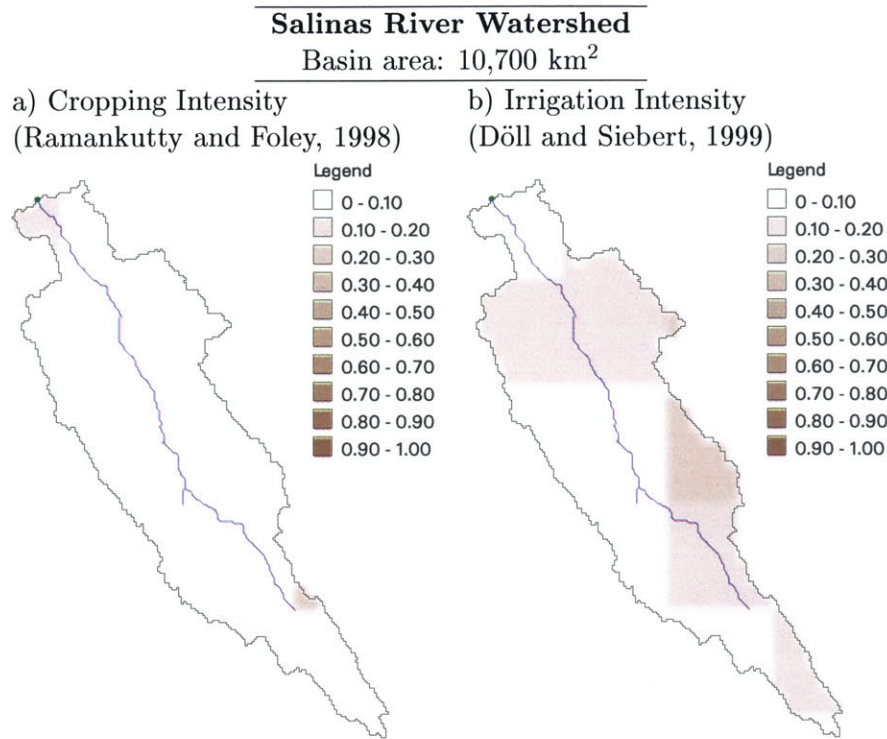 Salinas River Watershed
Basin area: 10,700 km²
a) Cropping Intensity
(Ramankutty and Foley, 1998)
Legend
0 - 0.10
0.10 - 0.20
0.20 - 0.30
0.30 - 0.40
0.40 - 0.50
0.50 - 0.60
0.60 - 0.70
0.70 - 0.80
0.80 - 0.90
0.90 - 1.00
b) Irrigation Intensity
(Döll and Siebert, 1999)
Legend
0 - 0.10
0.10 - 0.20
0.20 - 0.30
0.30 - 0.40
0.40 - 0.50
0.50 - 0.60
0.60 - 0.70
0.70 - 0.80
0.80 - 0.90
0.90 - 1.00